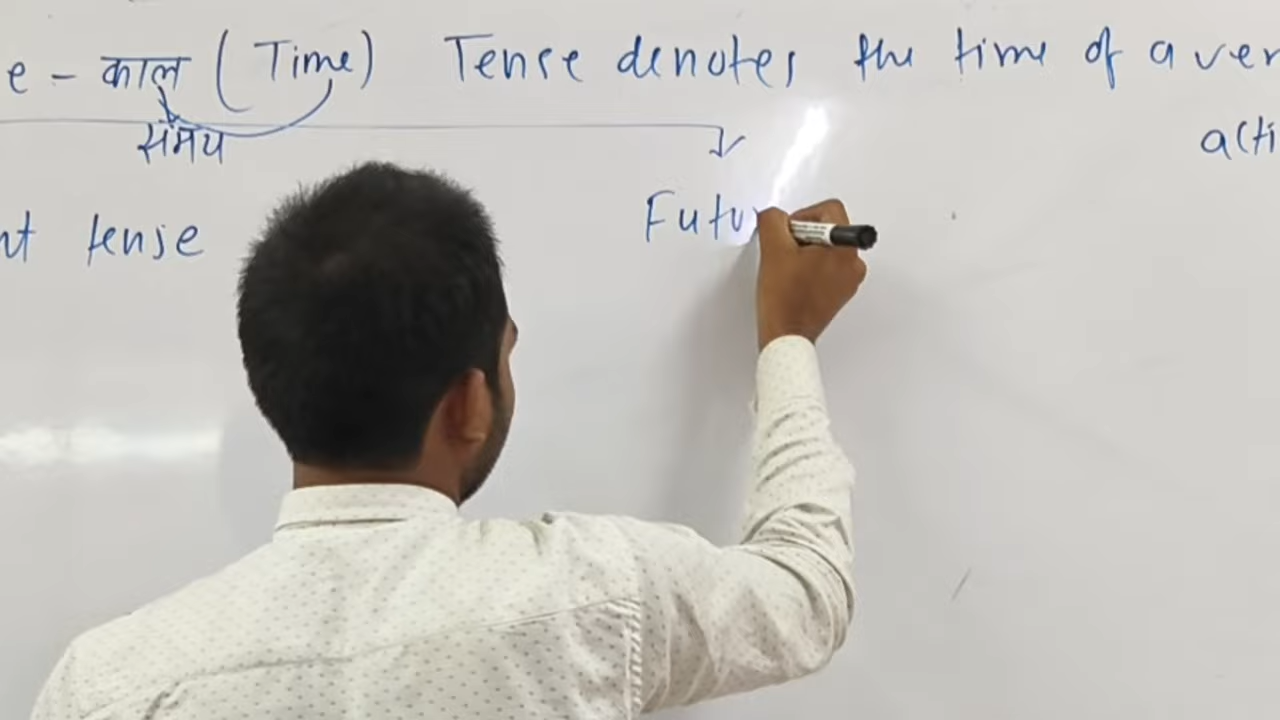 e - काल (Time) Tense denotes the time of a ver
समय acti
nt tense Futu